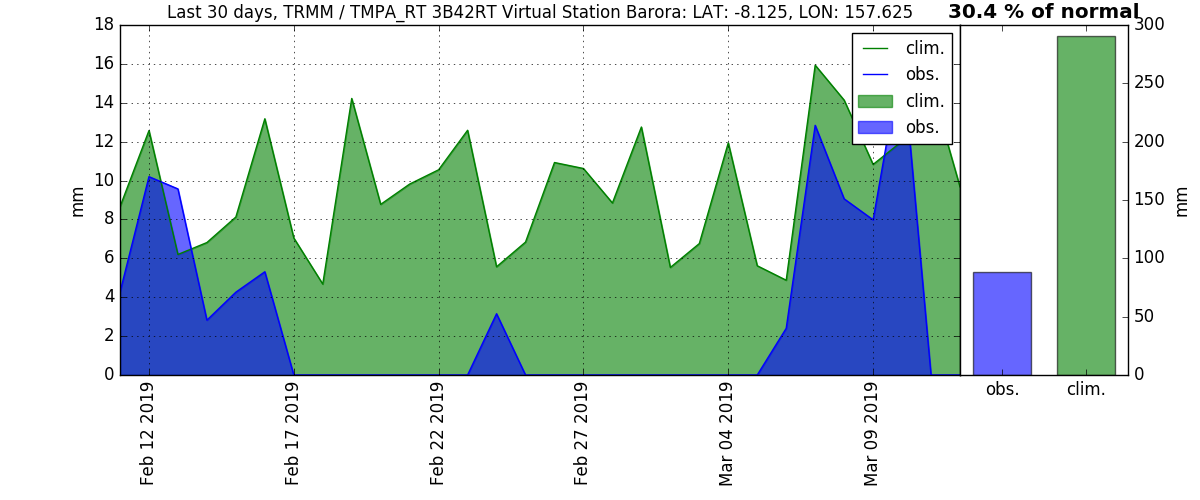 Last 30 days, TRMM / TMPA_RT 3B42RT Virtual Station Barora: LAT: -8.125, LON: 157.625
30.4 % of normal
18
16
14
12
10
8
6
4
2
0
mm
clim.
obs.
clim.
obs.
Feb 12 2019
Feb 17 2019
Feb 22 2019
Feb 27 2019
Mar 04 2019
Mar 09 2019
300
250
200
150
100
50
0
mm
obs.
clim.